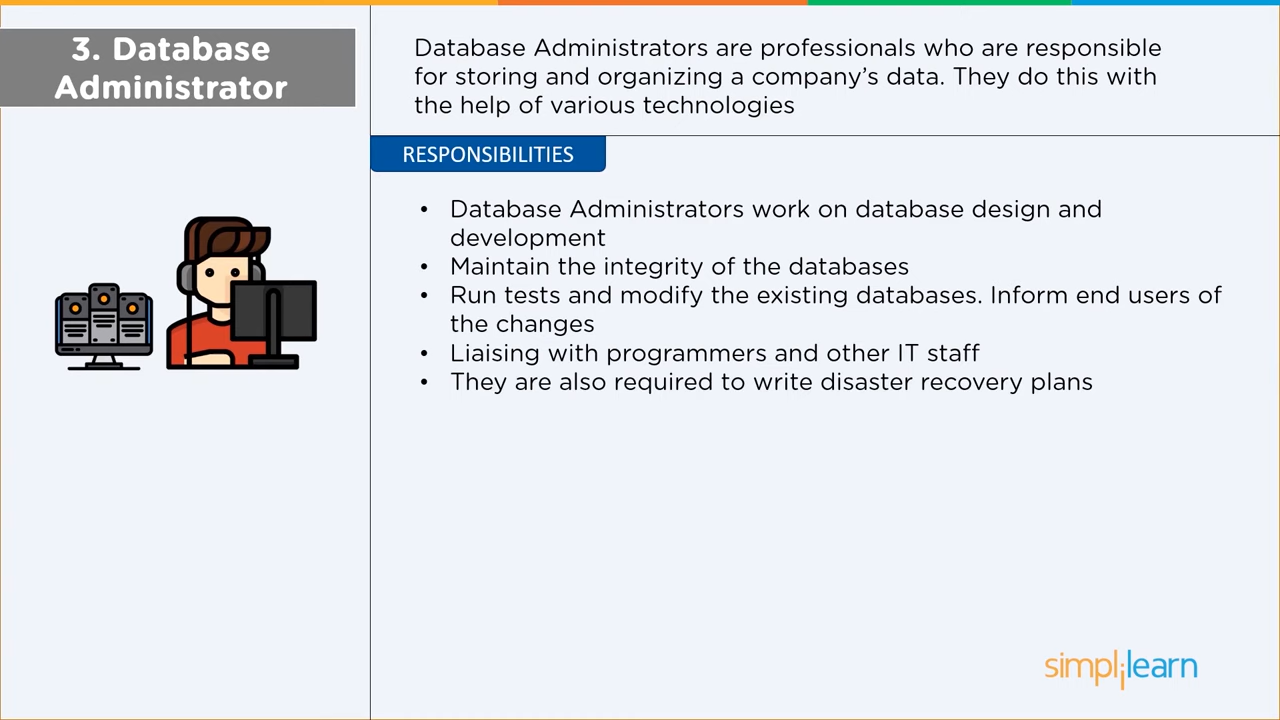 3. Database
Administrator
Database Administrators are professionals who are responsible
for storing and organizing a company’s data. They do this with
the help of various technologies
RESPONSIBILITIES
• Database Administrators work on database design and
development
• Maintain the integrity of the databases
• Run tests and modify the existing databases. Inform end users of
the changes
• Liaising with programmers and other IT staff
• They are also required to write disaster recovery plans
simplilearn